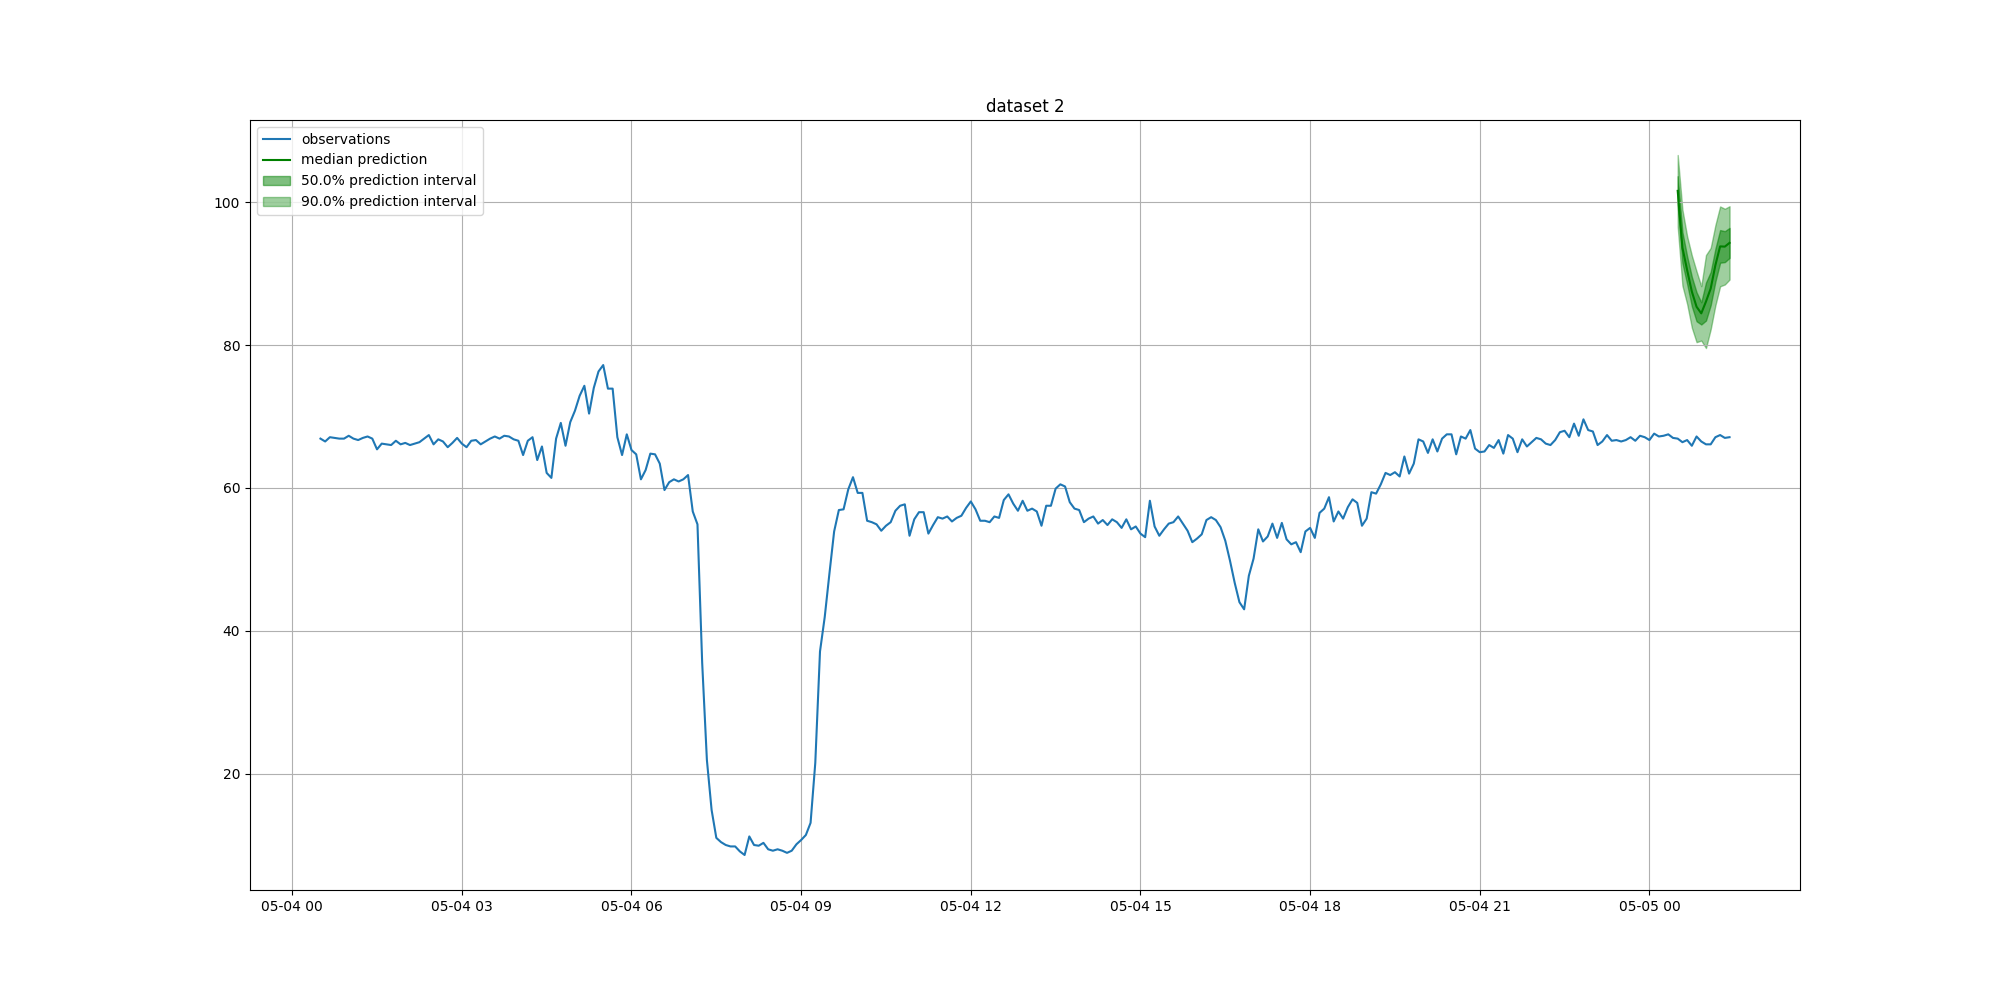 dataset 2
observations
median prediction
50.0% prediction interval
90.0% prediction interval
100
80
60
40
20
05-04 00
05-04 03
05-04 06
05-04 09
05-04 12
05-04 15
05-04 18
05-04 21
05-05 00